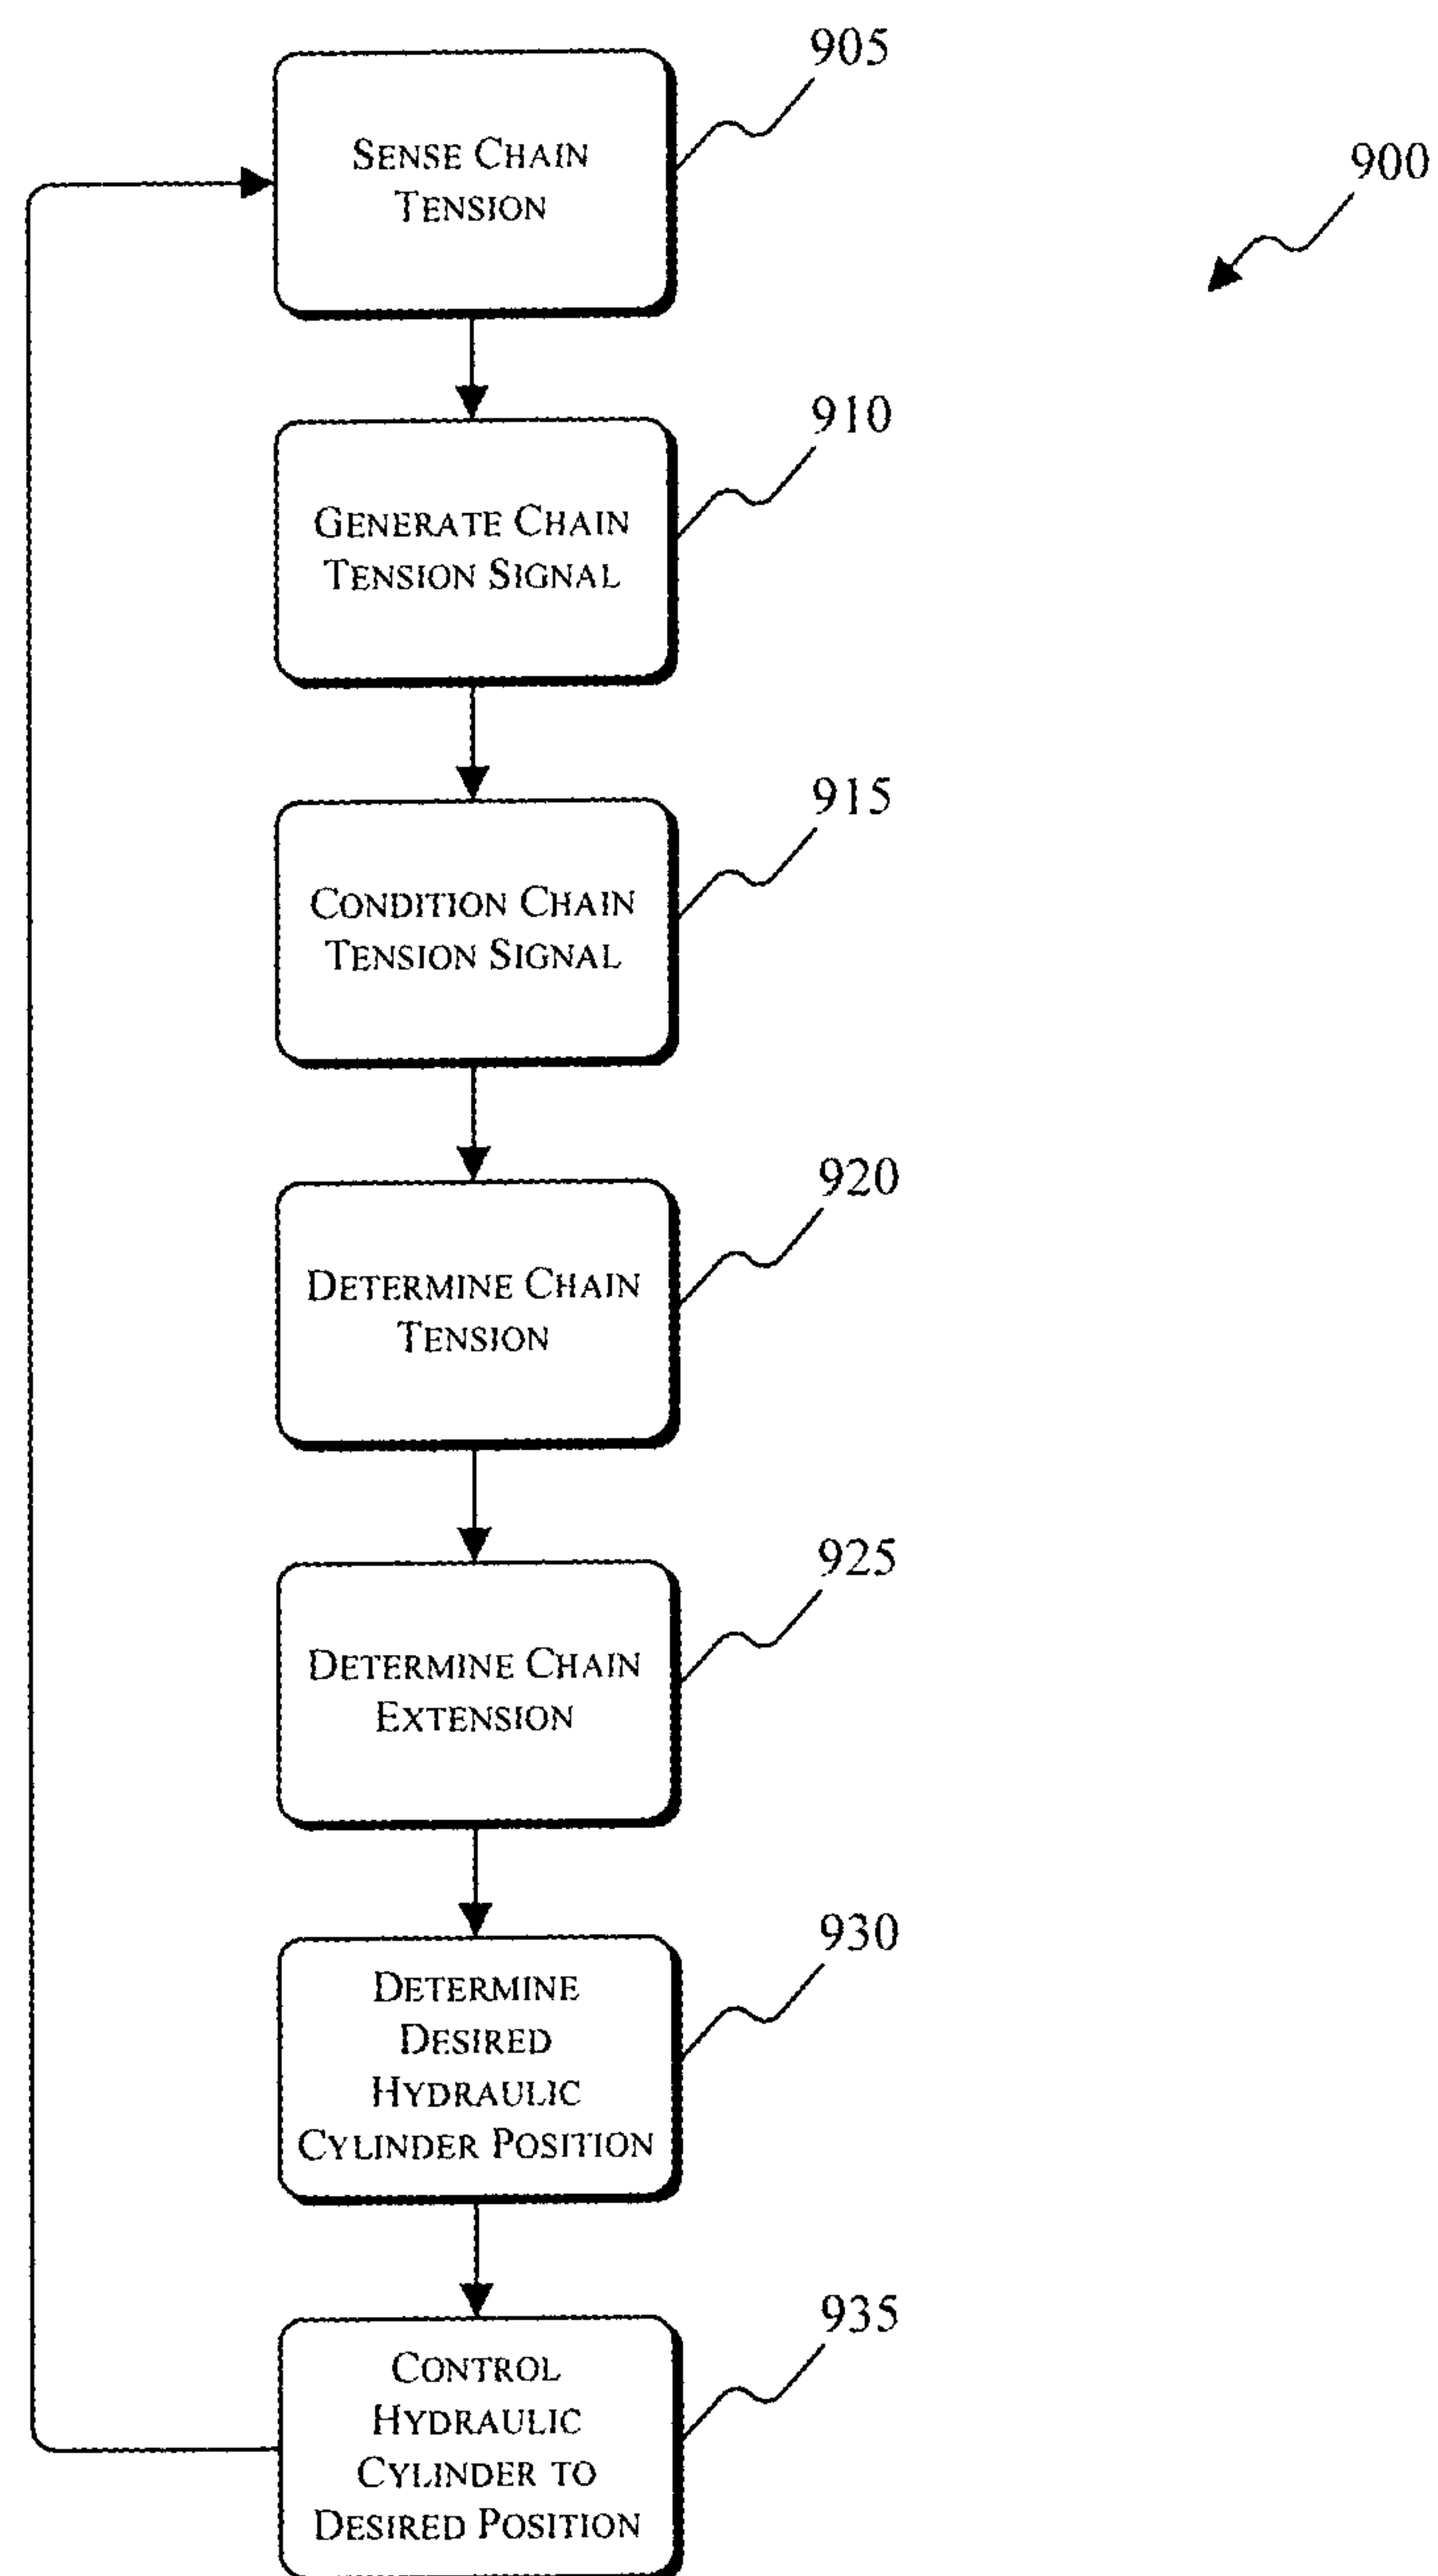 905
SENSE CHAIN
TENSION
900
910
GENERATE CHAIN
TENSION SIGNAL
915
CONDITION CHAIN
TENSION SIGNAL
920
DETERMINE CHAIN
TENSION
925
DETERMINE CHAIN
EXTENSION
930
DETERMINE
DESIRED
HYDRAULIC
CYLINDER POSITION
935
CONTROL
HYDRAULIC
CYLINDER TO
DESIRED POSITION